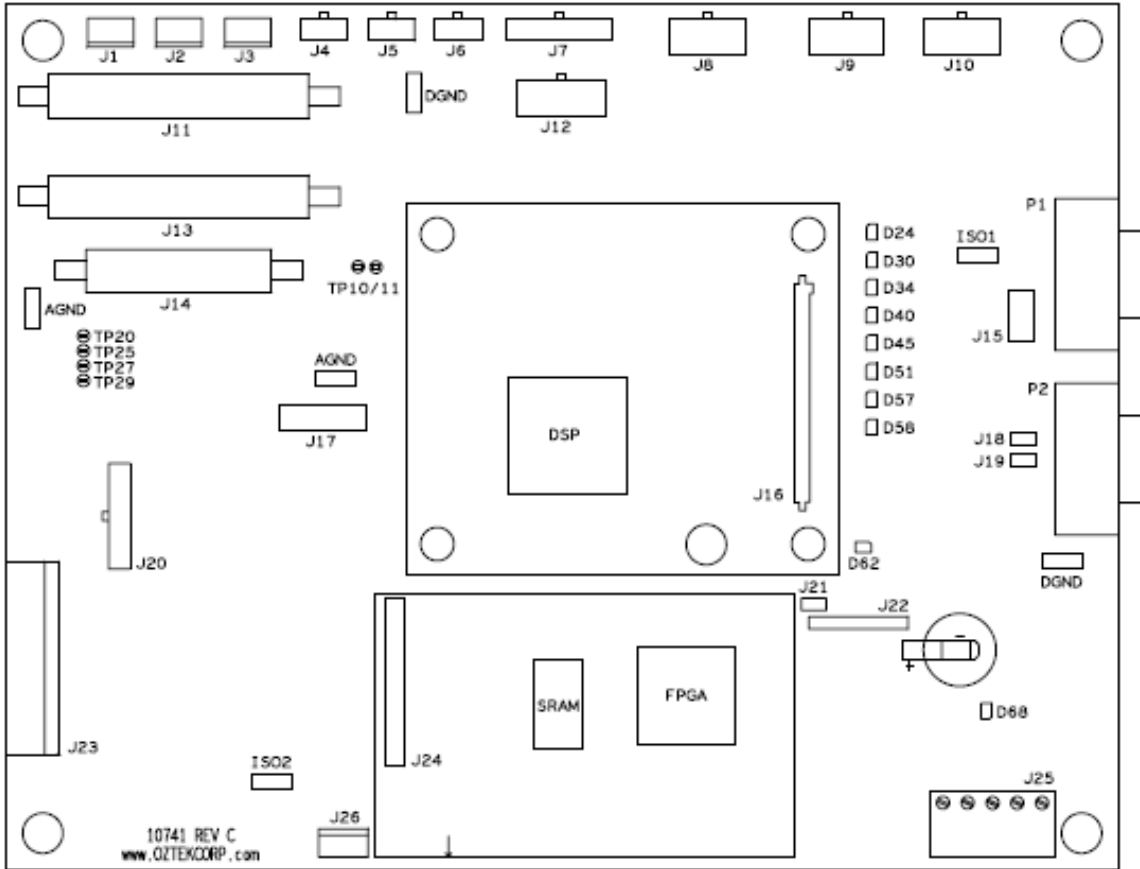 J1
J2
J3
J4
J5
J6
J7
J8
J9
J10
DGND
J11
J12
J13
P1
D24
ISO1
D30
J14
TP10/11
D34
AGND
D40
J15
TP20
D45
TP25
TP27
AGND
D51
TP29
P2
D57
J17
DSP
D58
J18
J19
J16
J20
D62
DGND
J21
J22
-
+
SRAM
FPGA
D68
J23
ISO2
J24
J25
J26
10741 REV C
www.OZTEKCORP.com